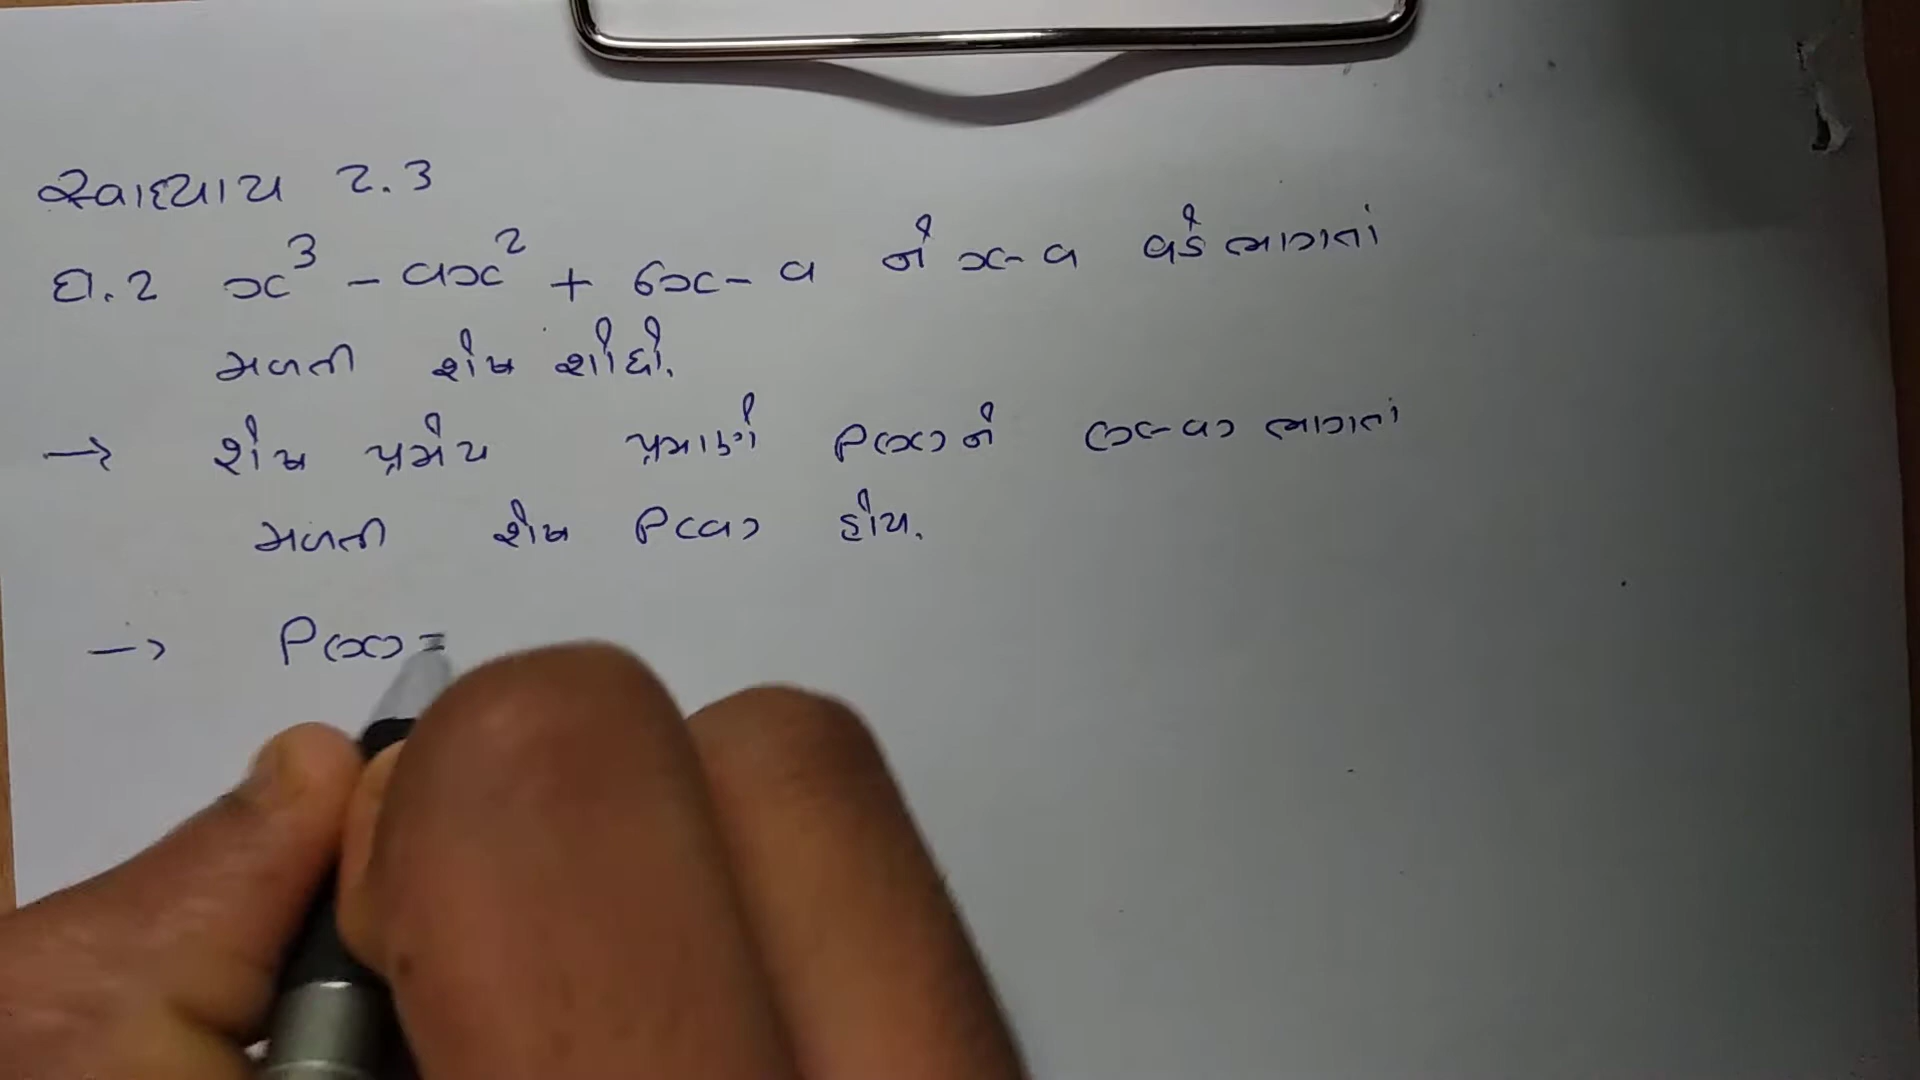 સ્વાધ્યાય 2.3
દા.2 x³ - ax² + 6x - a ને x-a વડે ભાગતાં
મળતી શેષ શોધો.
→ શેષ પ્રમેય પ્રમાણે P(x) ને (x-a) ભાગતાં
મળતી શેષ P(a) હોય.
→ P(x) =